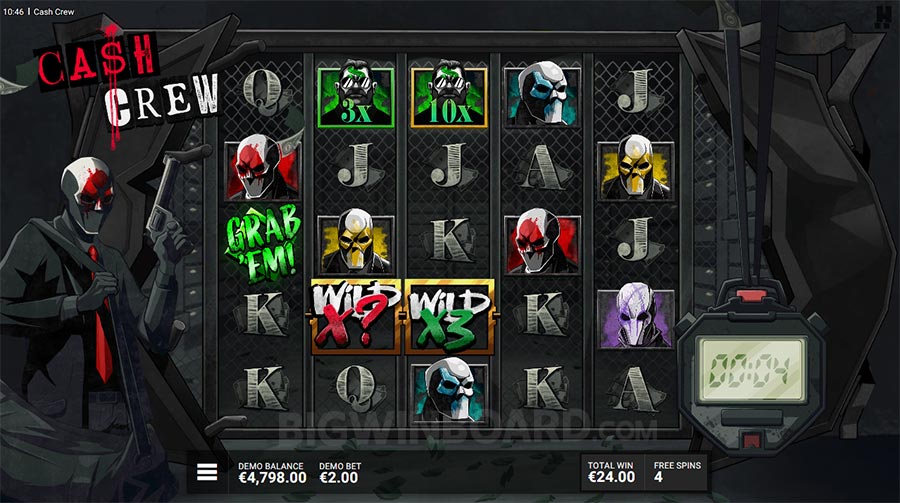 10:46 | Cash Crew
CASH
CREW
Q
3x
10x
J
J
J
A
GRAB
'EM!
K
J
K
WILD
X?
WILD
X3
K
00:04
K
Q
K
A
BIGWINBOARD.COM
DEMO BALANCE
€4,798.00
DEMO BET
€2.00
TOTAL WIN
€24.00
FREE SPINS
4